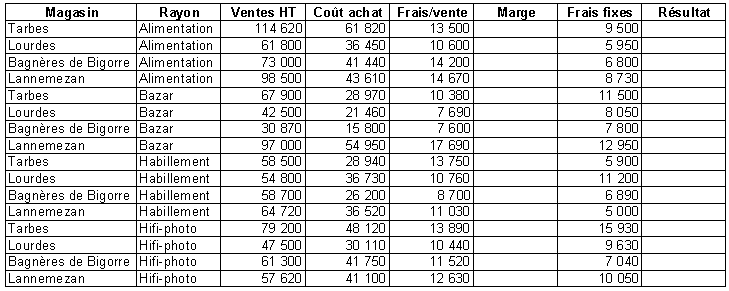 Magasin Rayon Ventes HT Coût achat Frais/vente Marge Frais fixes Résultat
Tarbes Alimentation 114 620 61 820 13 500 9 500
Lourdes Alimentation 61 800 36 450 10 600 5 950
Bagnères de Bigorre Alimentation 73 000 41 440 14 200 6 800
Lannemezan Alimentation 98 500 43 610 14 670 8 730
Tarbes Bazar 67 900 28 970 10 380 11 500
Lourdes Bazar 42 500 21 460 7 690 8 050
Bagnères de Bigorre Bazar 30 870 15 800 7 600 7 800
Lannemezan Bazar 97 000 54 950 17 690 12 950
Tarbes Habillement 58 500 28 940 13 750 5 900
Lourdes Habillement 54 800 36 730 10 760 11 200
Bagnères de Bigorre Habillement 58 700 26 200 8 700 6 890
Lannemezan Habillement 64 720 36 520 11 030 5 000
Tarbes Hifi-photo 79 200 48 120 13 890 15 930
Lourdes Hifi-photo 47 500 30 110 10 440 9 630
Bagnères de Bigorre Hifi-photo 61 300 41 750 11 520 7 040
Lannemezan Hifi-photo 57 620 41 100 12 630 10 050